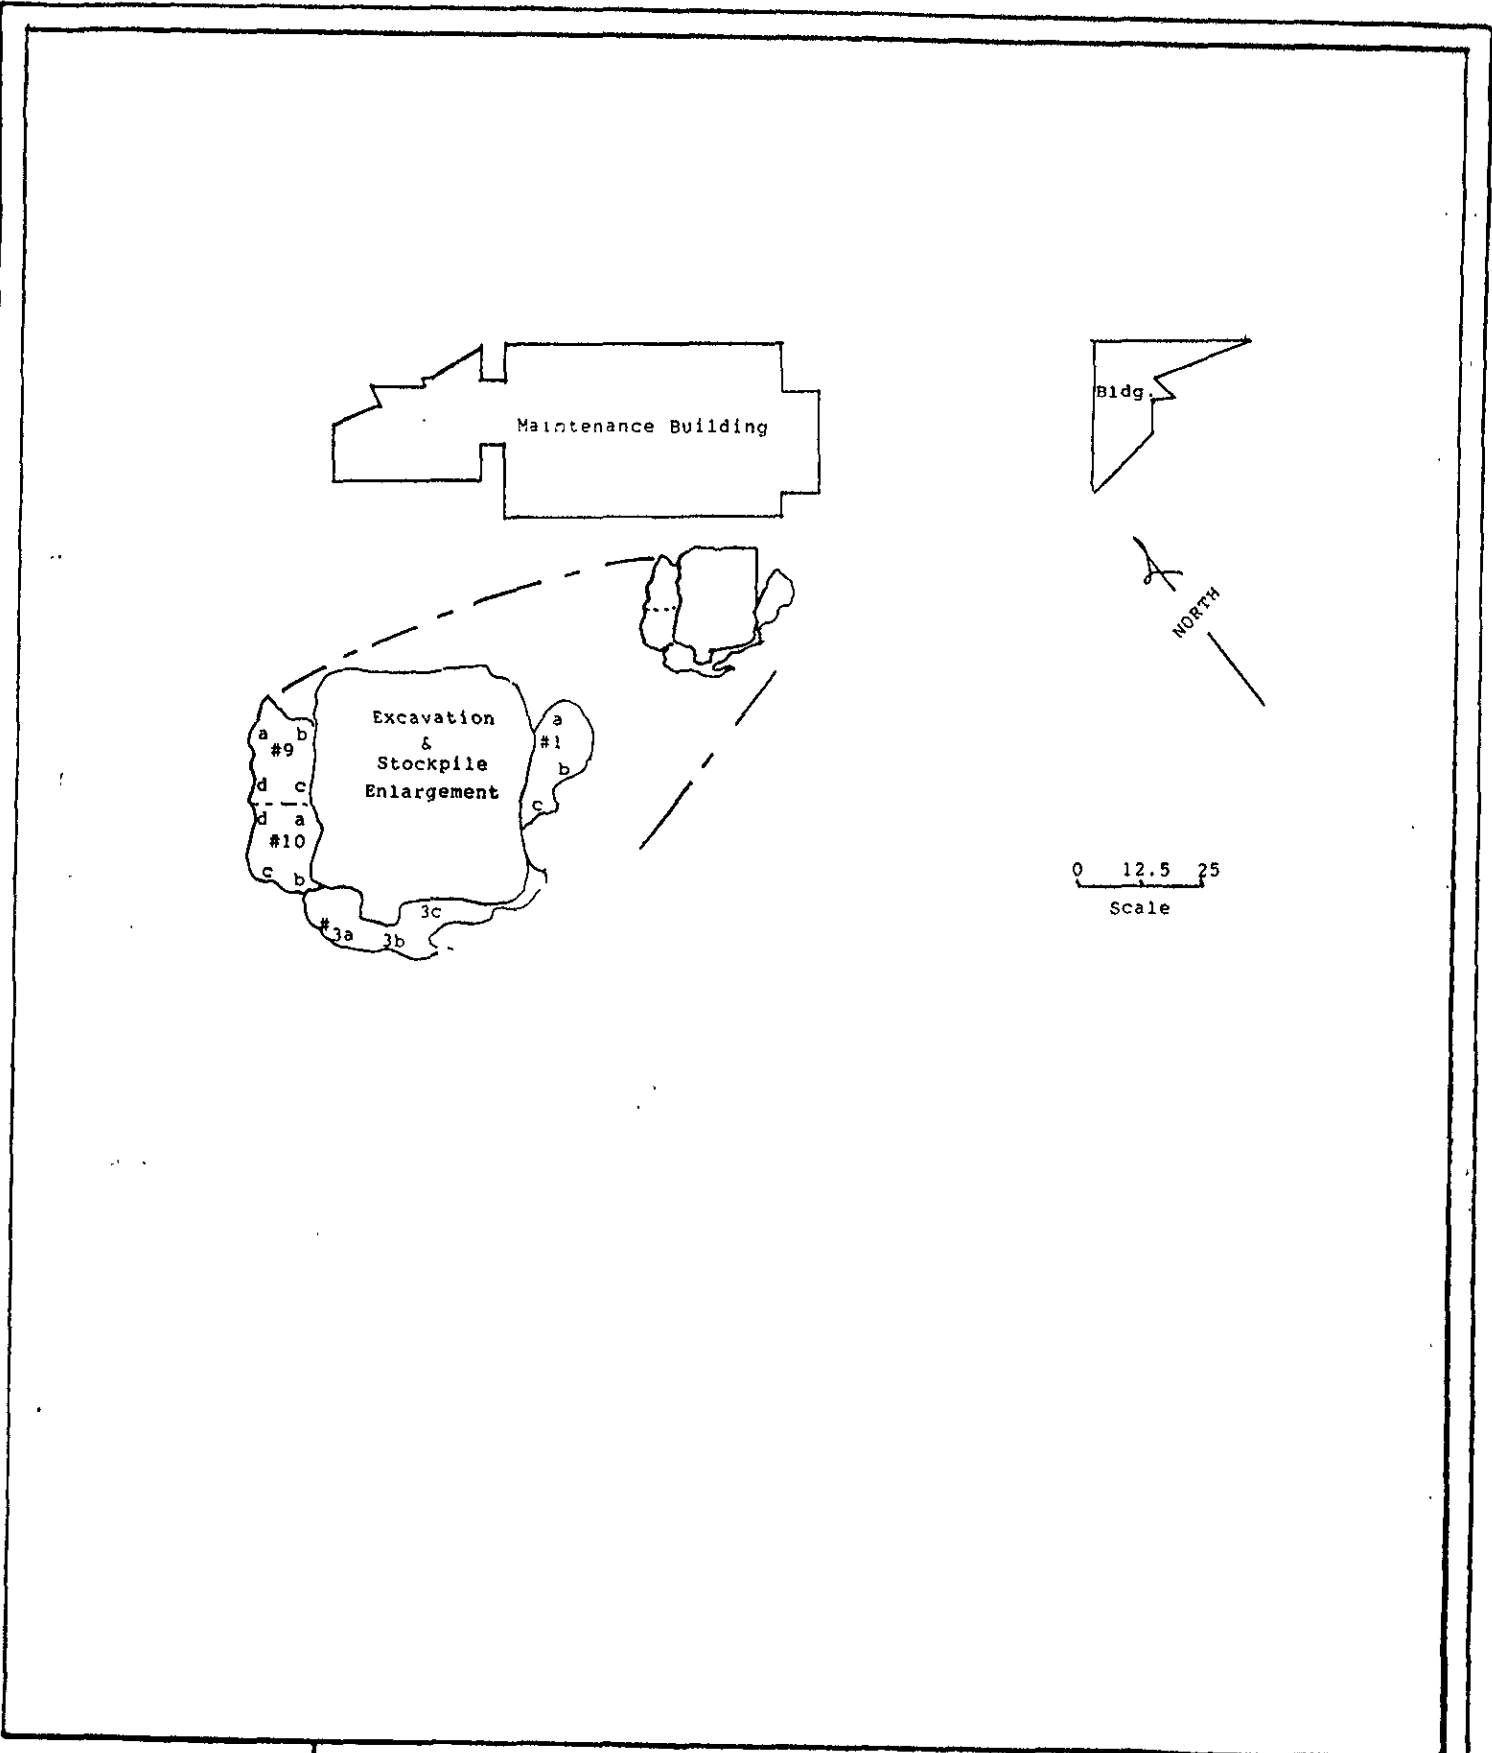 Maintenance Building
Bldg.
NORTH
Excavation
&
Stockpile
Enlargement
a b
#9
d c
d a
#10
c b
a
#1
b
c
#3a 3b 3c
0 12.5 25
Scale